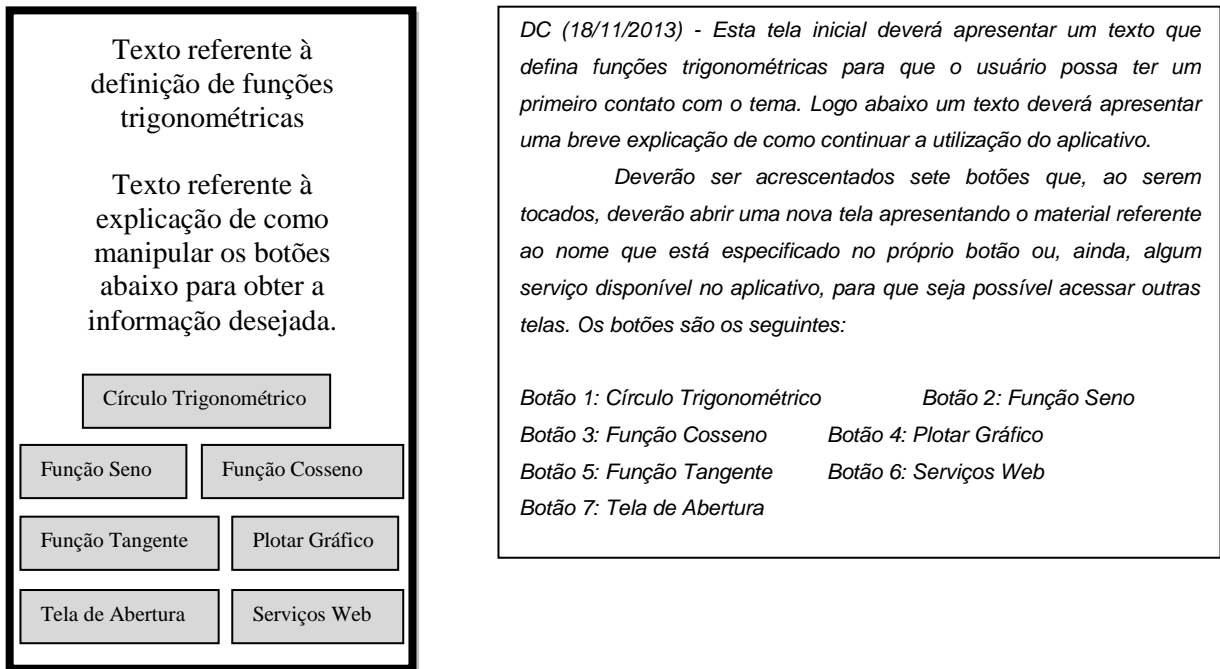 Texto referente à
definição de funções
trigonométricas
Texto referente à
explicação de como
manipular os botões
abaixo para obter a
informação desejada.
Círculo Trigonométrico
Função Seno
Função Cosseno
Função Tangente
Plotar Gráfico
Tela de Abertura
Serviços Web
DC (18/11/2013) - Esta tela inicial deverá apresentar um texto que
defina funções trigonométricas para que o usuário possa ter um
primeiro contato com o tema. Logo abaixo um texto deverá apresentar
uma breve explicação de como continuar a utilização do aplicativo.
Deverão ser acrescentados sete botões que, ao serem
tocados, deverão abrir uma nova tela apresentando o material referente
ao nome que está especificado no próprio botão ou, ainda, algum
serviço disponível no aplicativo, para que seja possível acessar outras
telas. Os botões são os seguintes:
Botão 1: Círculo Trigonométrico Botão 2: Função Seno
Botão 3: Função Cosseno Botão 4: Plotar Gráfico
Botão 5: Função Tangente Botão 6: Serviços Web
Botão 7: Tela de Abertura